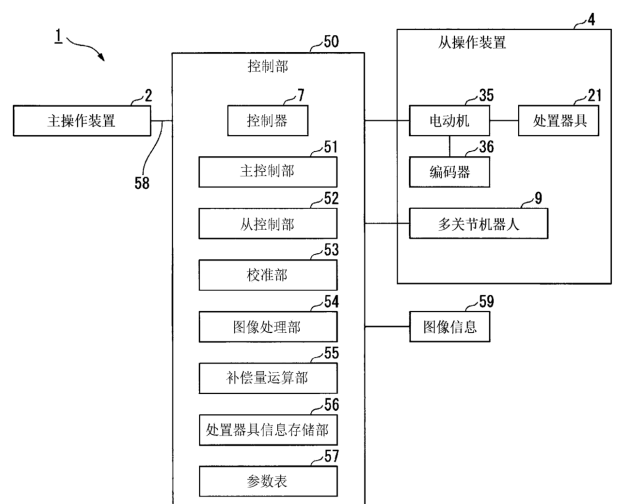 1
50
控制部
4
从操作装置
2
主操作装置
58
7
控制器
35
电动机
21
处置器具
36
编码器
51
主控制部
52
从控制部
9
多关节机器人
53
校准部
54
图像处理部
59
图像信息
55
补偿量运算部
56
处置器具信息存储部
57
参数表